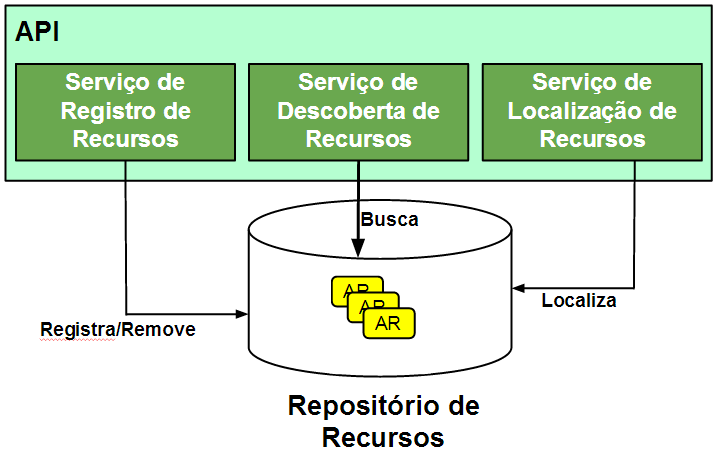 API
Serviço de
Registro de
Recursos
Serviço de
Descoberta de
Recursos
Serviço de
Localização de
Recursos
Busca
Registra/Remove
Localiza
AR
AR
AR
Repositório de
Recursos